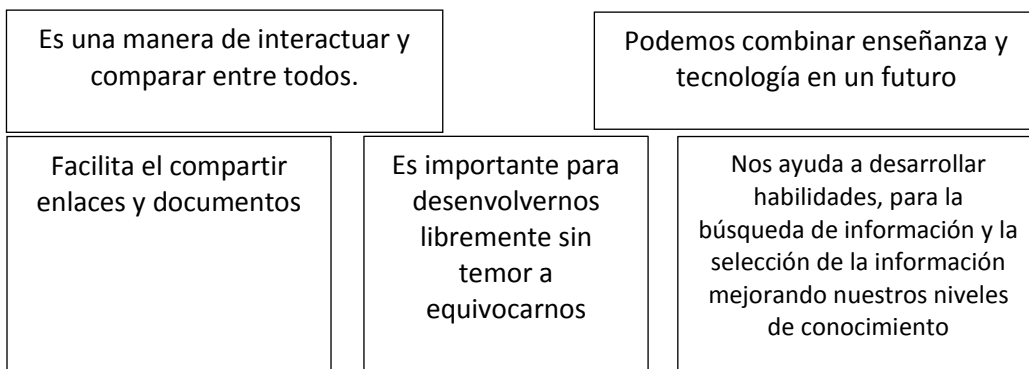 Es una manera de interactuar y
comparar entre todos.
Podemos combinar enseñanza y
tecnología en un futuro
Facilita el compartir
enlaces y documentos
Es importante para
desenvolvernos
libremente sin
temor a
equivocarnos
Nos ayuda a desarrollar
habilidades, para la
búsqueda de información y la
selección de la información
mejorando nuestros niveles
de conocimiento